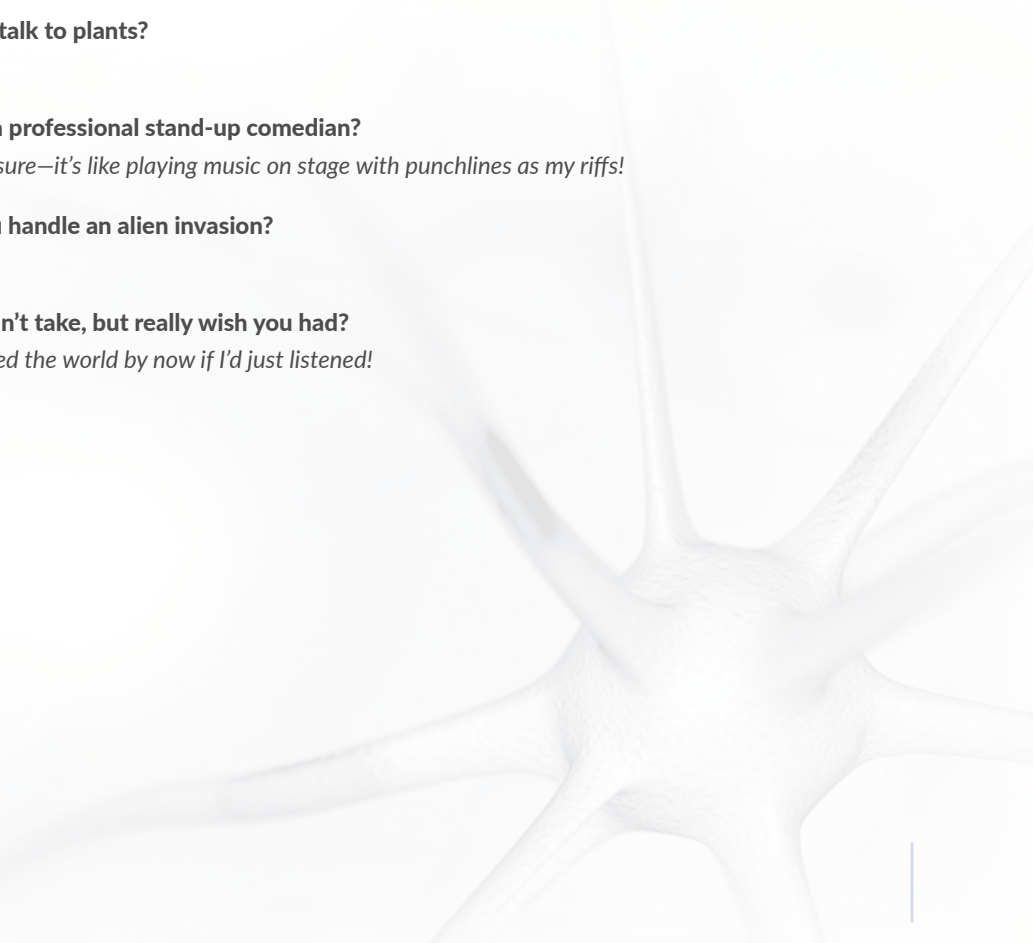 talk to plants?
professional stand-up comedian?
sure—it’s like playing music on stage with punchlines as my riffs!
handle an alien invasion?
n’t take, but really wish you had?
ed the world by now if I’d just listened!